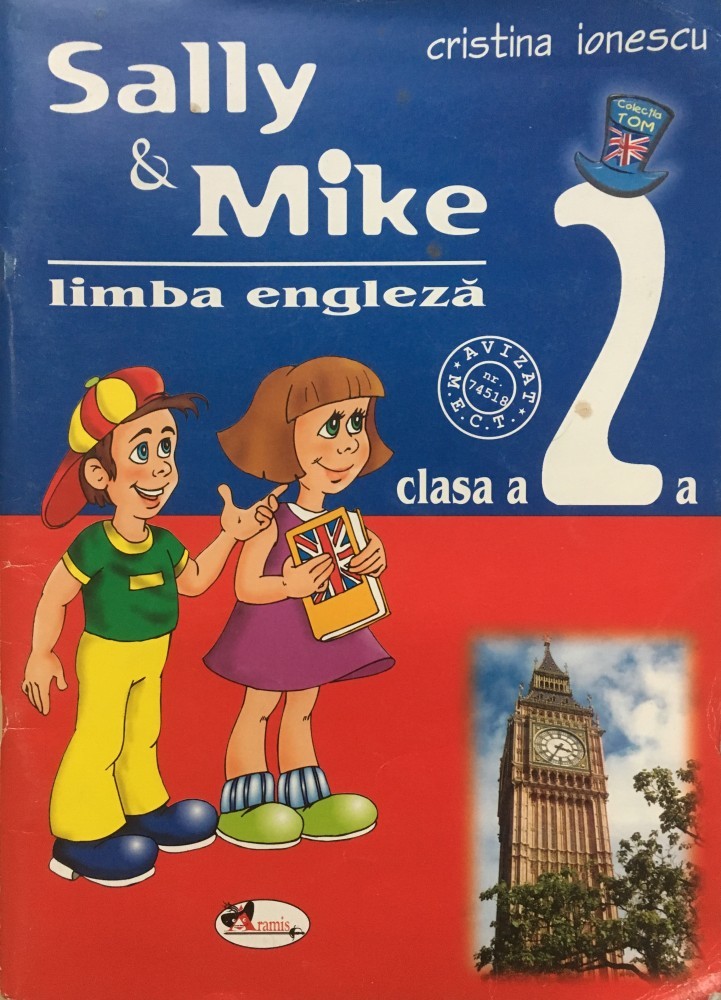 cristina ionescu
Sally
& Mike
limba engleză
Colecția
TOM
AVIZAT
nr.
74518
M.E.C.T.
clasa a 2 a
Aramis